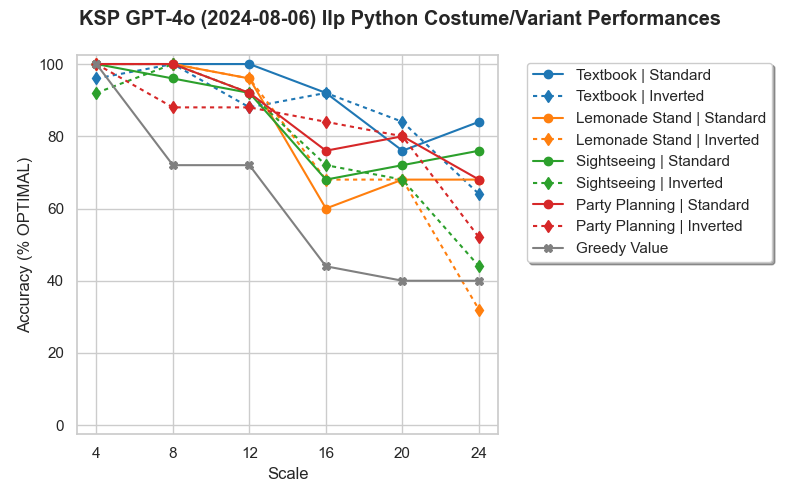 KSP GPT-4o (2024-08-06) Ilp Python Costume/Variant Performances
100
80
60
40
20
0
Accuracy (% OPTIMAL)
4 8 12 16 20 24
Scale
Textbook | Standard
Textbook | Inverted
Lemonade Stand | Standard
Lemonade Stand | Inverted
Sightseeing | Standard
Sightseeing | Inverted
Party Planning | Standard
Party Planning | Inverted
Greedy Value